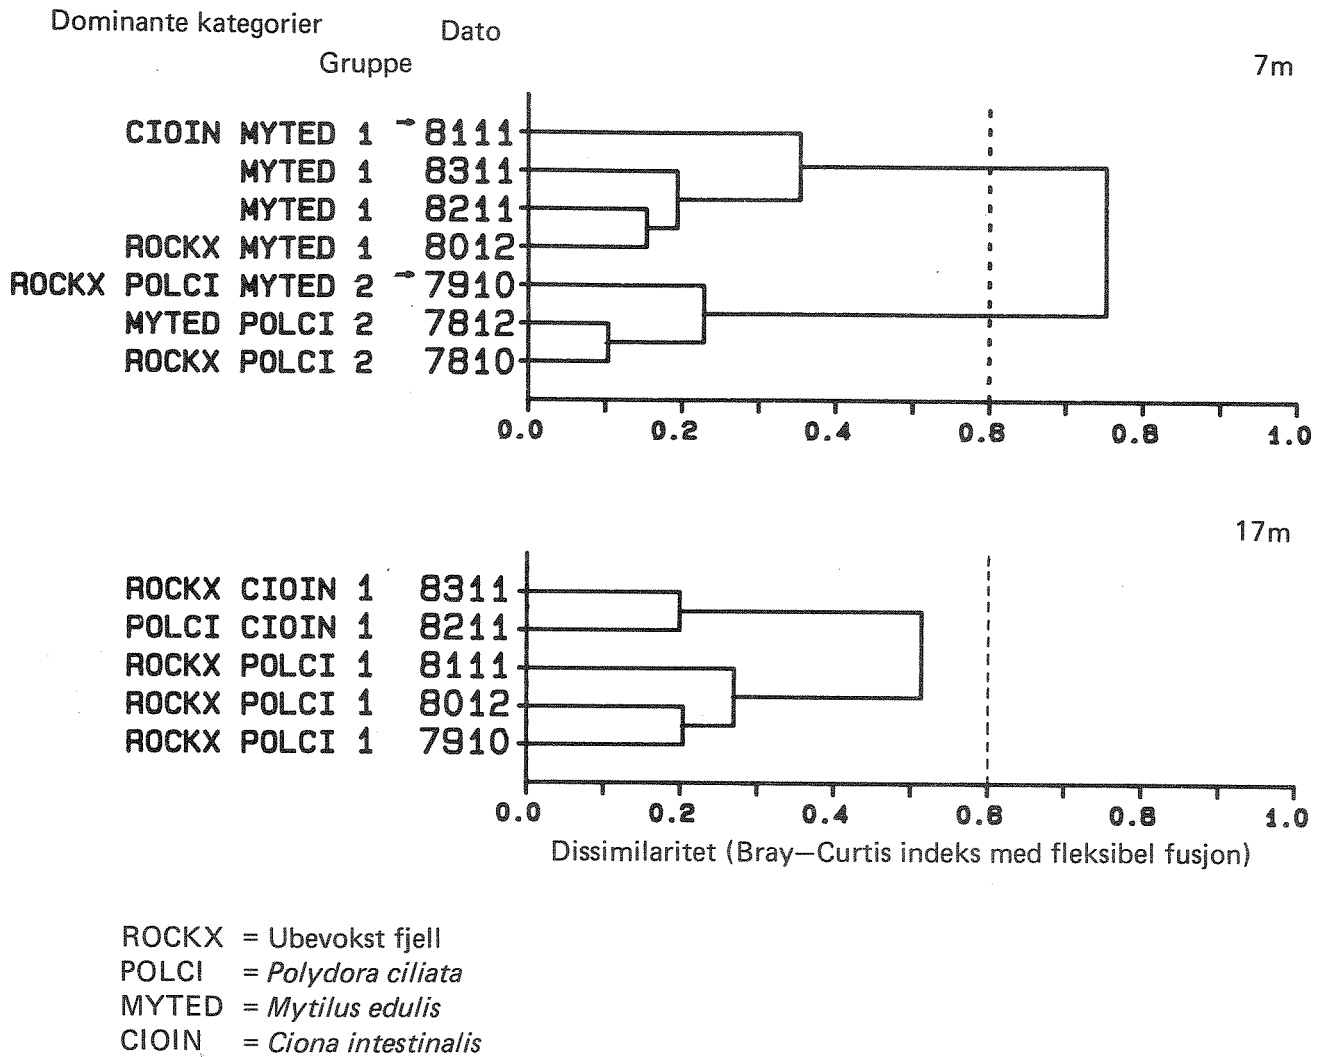 Dominante kategorier
Dato
Gruppe
7m
CIOIN MYTED 1 → 8111
MYTED 1 8311
MYTED 1 8211
ROCKX MYTED 1 8012
ROCKX POLCI MYTED 2 → 7910
MYTED POLCI 2 7812
ROCKX POLCI 2 7810
0.0 0.2 0.4 0.6 0.8 1.0
17m
ROCKX CIOIN 1 8311
POLCI CIOIN 1 8211
ROCKX POLCI 1 8111
ROCKX POLCI 1 8012
ROCKX POLCI 1 7910
0.0 0.2 0.4 0.6 0.8 1.0
Dissimilaritet (Bray–Curtis indeks med fleksibel fusjon)
ROCKX = Ubevokst fjell
POLCI = Polydora ciliata
MYTED = Mytilus edulis
CIOIN = Ciona intestinalis